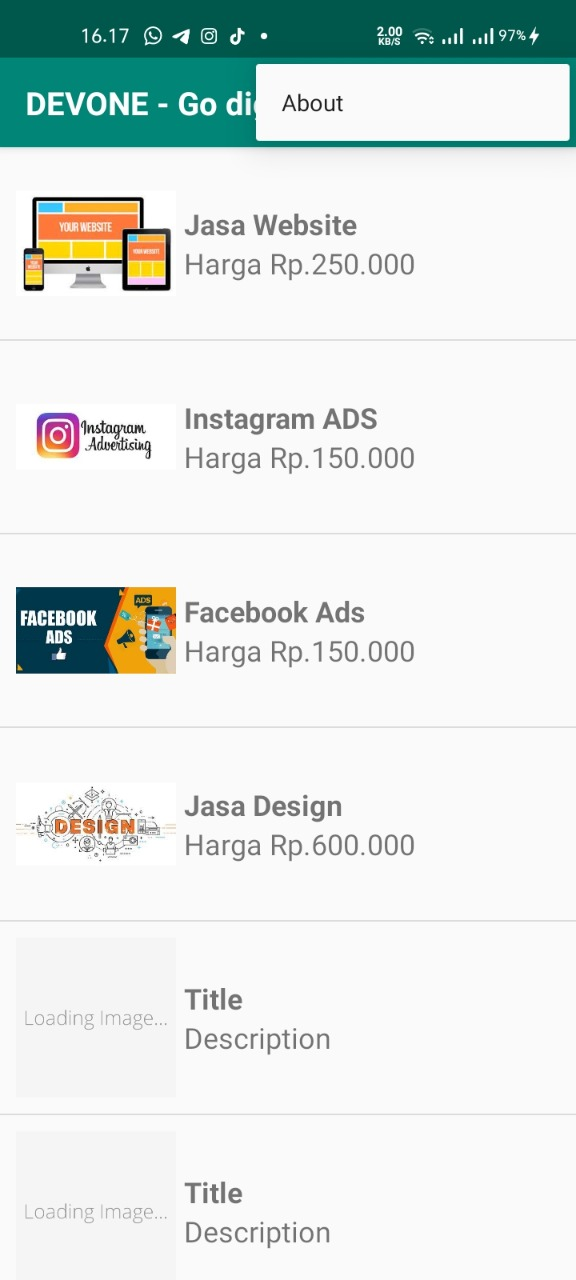 16.17
2.00
KB/S
97%
DEVONE - Go di
About
YOUR WEBSITE
Jasa Website
Harga Rp.250.000
Instagram
Advertising
Instagram ADS
Harga Rp.150.000
ADS
FACEBOOK
ADS
Facebook Ads
Harga Rp.150.000
DESIGN
Jasa Design
Harga Rp.600.000
Loading Image...
Title
Description
Loading Image...
Title
Description